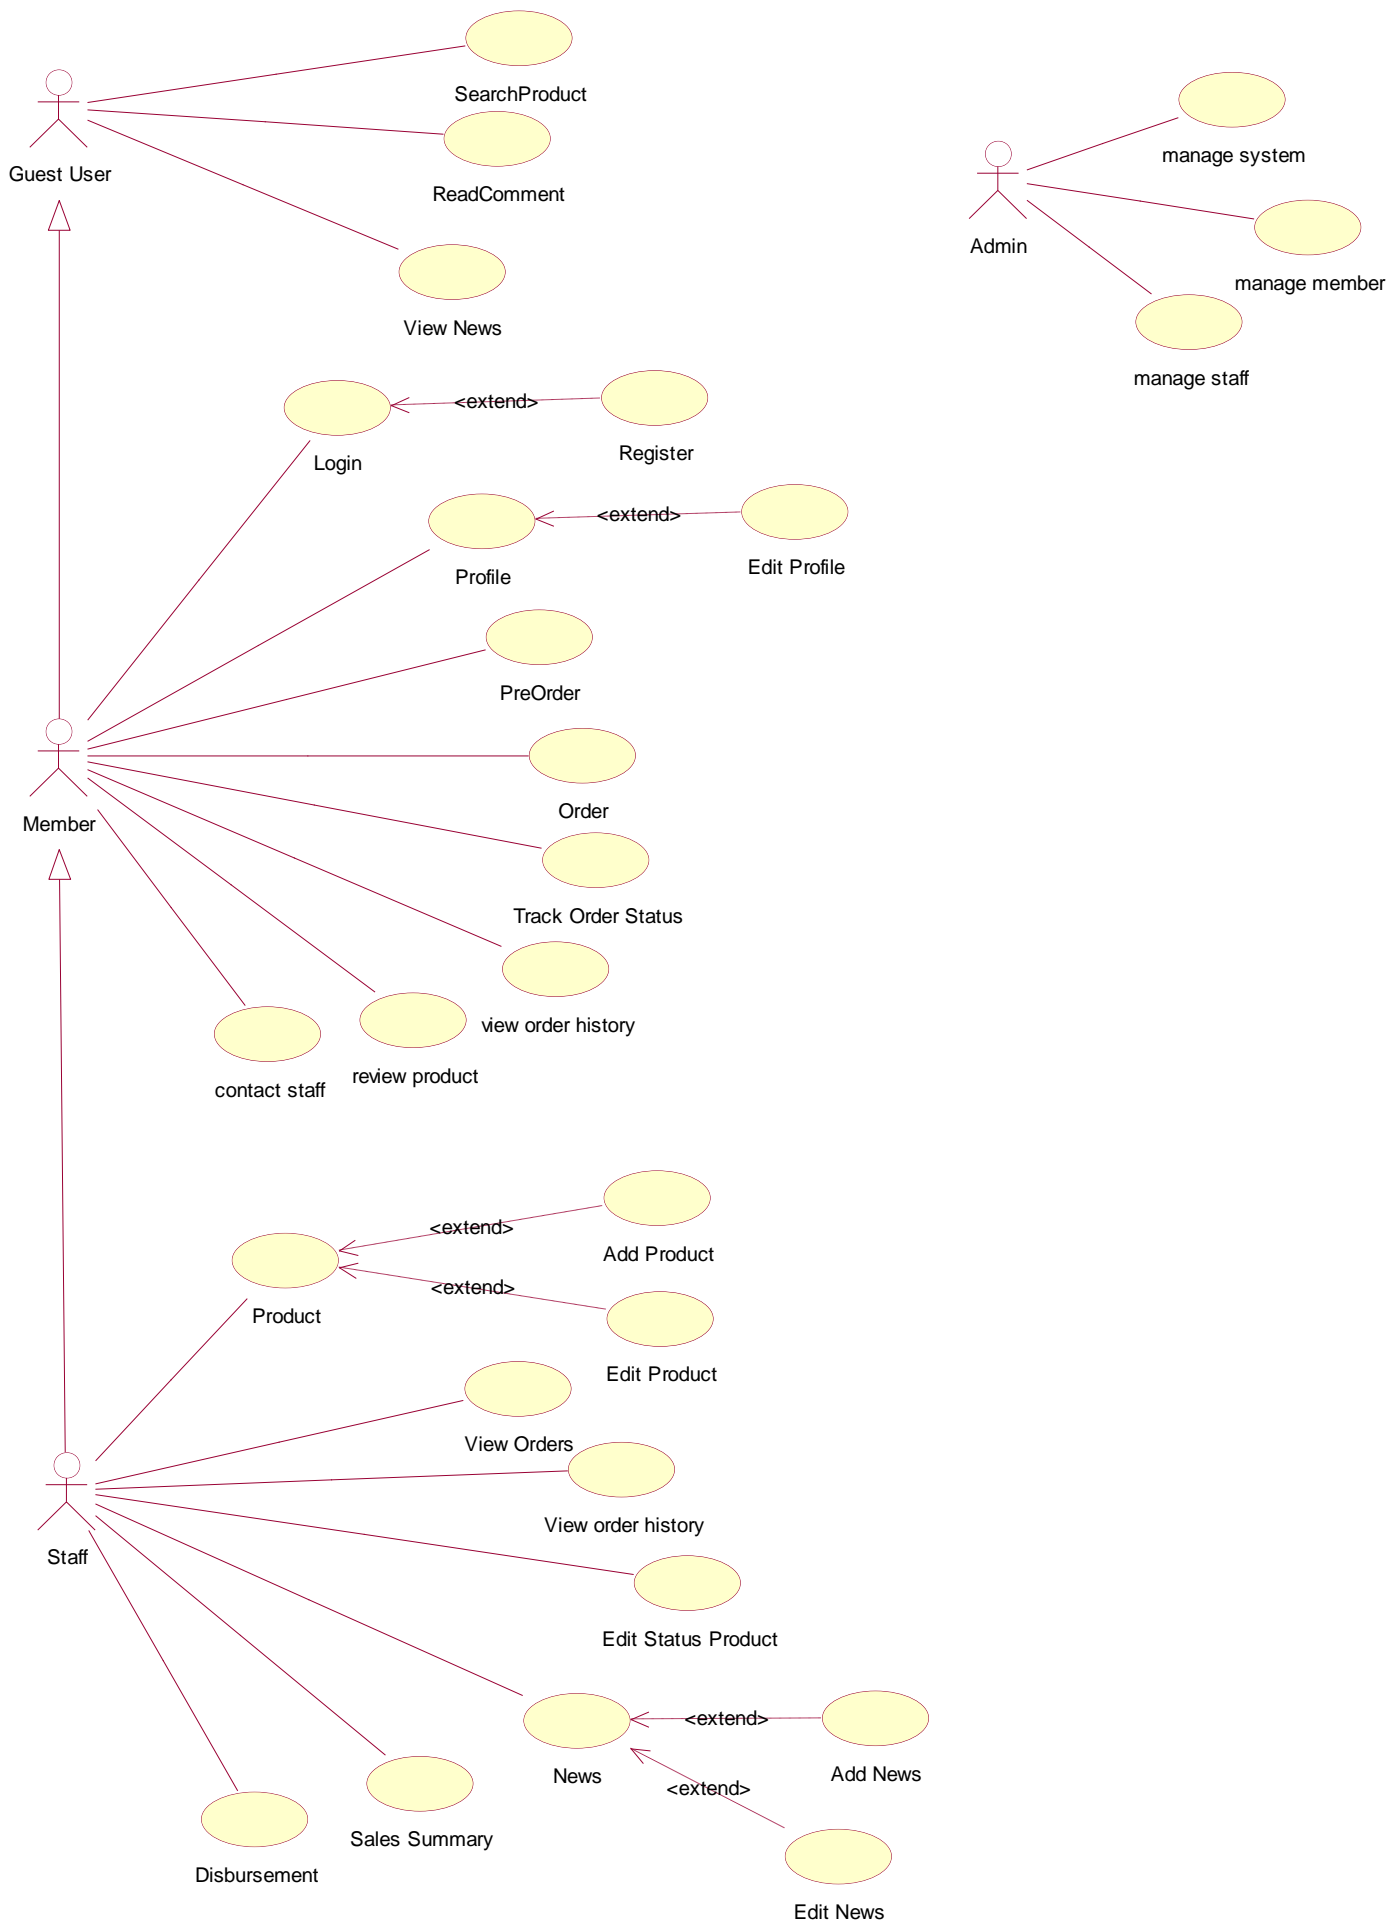 SearchProduct
Guest User
ReadComment
View News
manage system
Admin
manage member
manage staff
<extend>
Login
Register
<extend>
Profile
Edit Profile
PreOrder
Order
Member
Track Order Status
view order history
review product
contact staff
<extend>
Add Product
<extend>
Product
Edit Product
View Orders
View order history
Staff
Edit Status Product
<extend>
News
Add News
<extend>
Sales Summary
Disbursement
Edit News